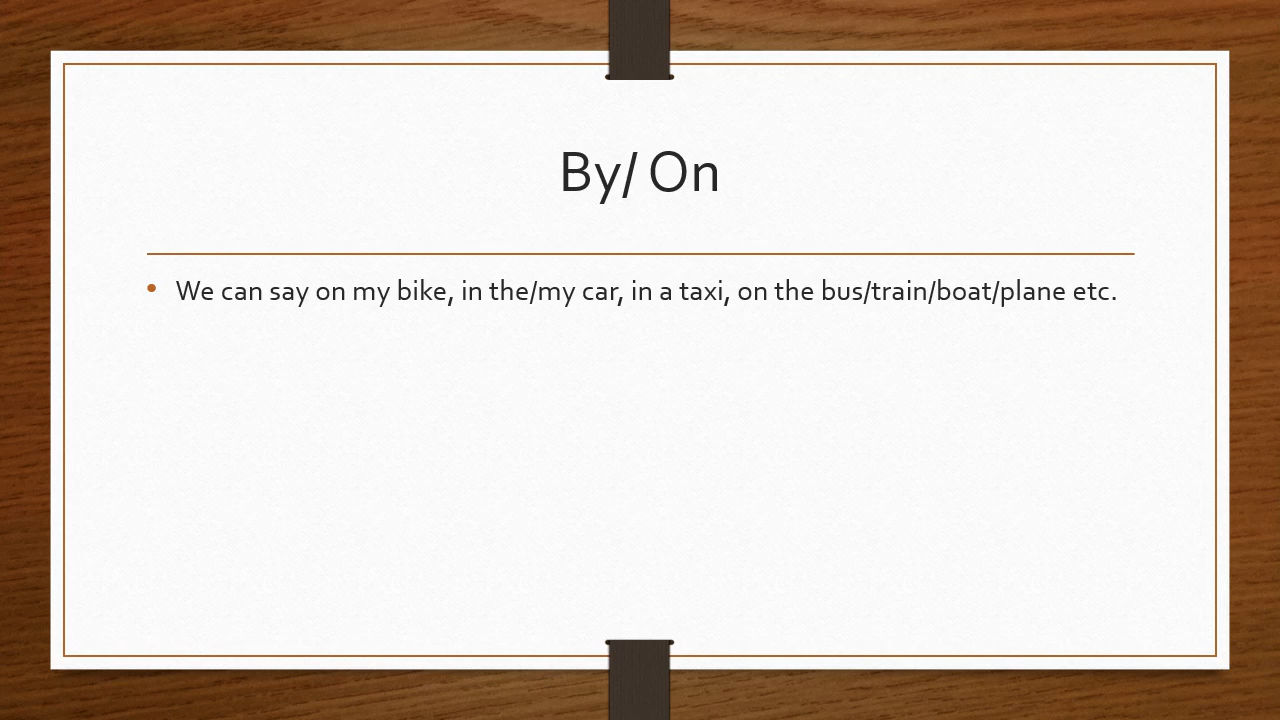 By/ On
• We can say on my bike, in the/my car, in a taxi, on the bus/train/boat/plane etc.